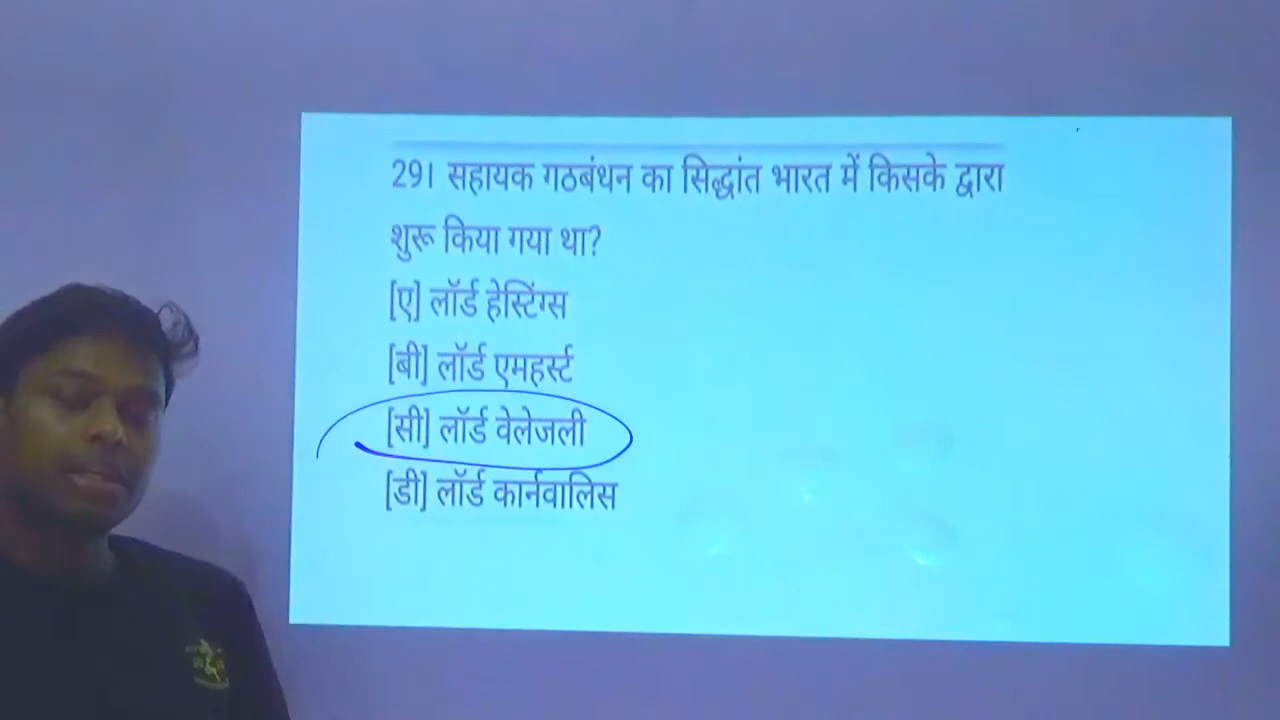 29। सहायक गठबंधन का सिद्धांत भारत में किसके द्वारा
शुरू किया गया था?
[ए] लॉर्ड हेस्टिंग्स
[बी] लॉर्ड एमहर्स्ट
[सी] लॉर्ड वेलेजली
[डी] लॉर्ड कार्नवालिस